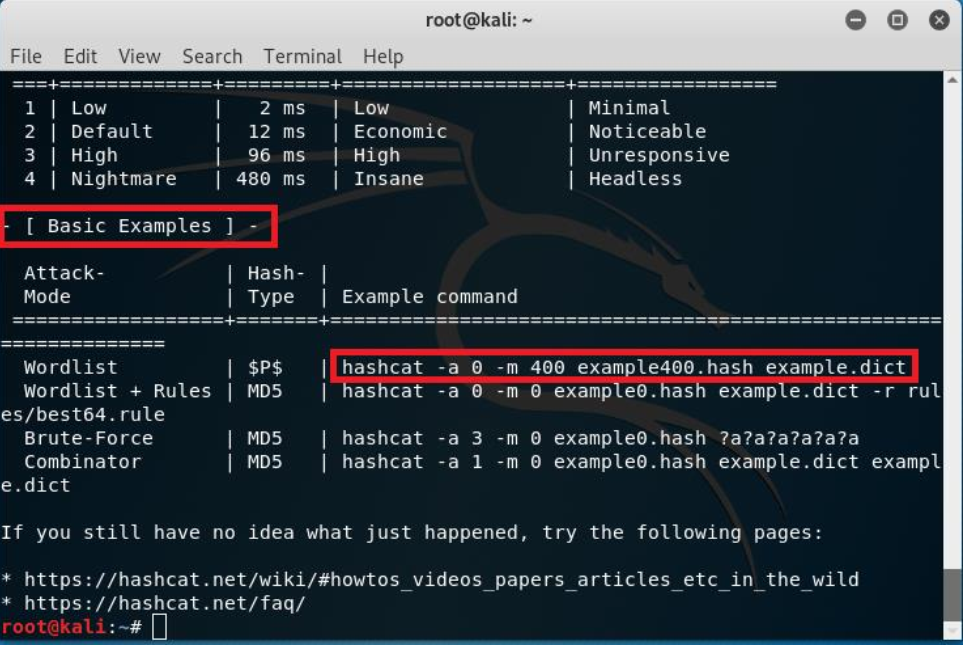 root@kali: ~
File Edit View Search Terminal Help
===+=============+=========+===================+=================
1 | Low | 2 ms | Low | Minimal
2 | Default | 12 ms | Economic | Noticeable
3 | High | 96 ms | High | Unresponsive
4 | Nightmare | 480 ms | Insane | Headless
- [ Basic Examples ] -
Attack- | Hash- |
Mode | Type | Example command
==================+=======+====================================================
==============
Wordlist | $P$ | hashcat -a 0 -m 400 example400.hash example.dict
Wordlist + Rules | MD5 | hashcat -a 0 -m 0 example0.hash example.dict -r rul
es/best64.rule
Brute-Force | MD5 | hashcat -a 3 -m 0 example0.hash ?a?a?a?a?a?a
Combinator | MD5 | hashcat -a 1 -m 0 example0.hash example.dict exampl
e.dict
If you still have no idea what just happened, try the following pages:
* https://hashcat.net/wiki/#howtos_videos_papers_articles_etc_in_the_wild
* https://hashcat.net/faq/
root@kali:~#